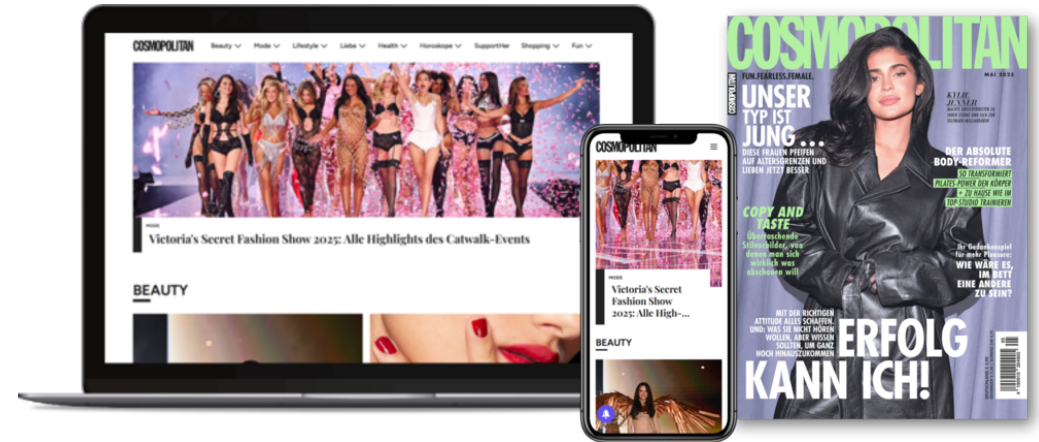 COSMOPOLITAN
Beauty
Mode
Lifestyle
Liebe
Health
Horoskope
SupportHer
Shopping
Fun
MODE
Victoria's Secret Fashion Show 2025: Alle Highlights des Catwalk-Events
BEAUTY
COSMOPOLITAN
MODE
Victoria's Secret
Fashion Show
2025: Alle High-...
BEAUTY
COSMOPOLITAN
FUN.FEARLESS.FEMALE.
MAI 2025
COSMOPOLITAN
UNSER
TYP IST
JUNG...
DIESE FRAUEN PFEIFEN
AUF ALTERSGRENZEN UND
LIEBEN JETZT BESSER
KYLIE
JENNER
DER ABSOLUTE
BODY-REFORMER
SO TRANSFORMIERT
PILATES-POWER DEN KÖRPER
+ ZU HAUSE WIE IM
TOP-STUDIO TRAINIEREN
COPY AND
TASTE
Überraschende
Stilvorbilder, von
denen man sich
wirklich was
abschauen will
Ihr Gedankenspiel
für mehr Pleasure:
WIE WÄRE ES,
IM BETT
EINE ANDERE
ZU SEIN?
MIT DER RICHTIGEN
ATTITUDE ALLES SCHAFFEN.
UND: WAS SIE NICHT HÖREN
WOLLEN, ABER WISSEN
SOLLTEN, UM GANZ
HOCH HINAUSZUKOMMEN
ERFOLG
KANN ICH!